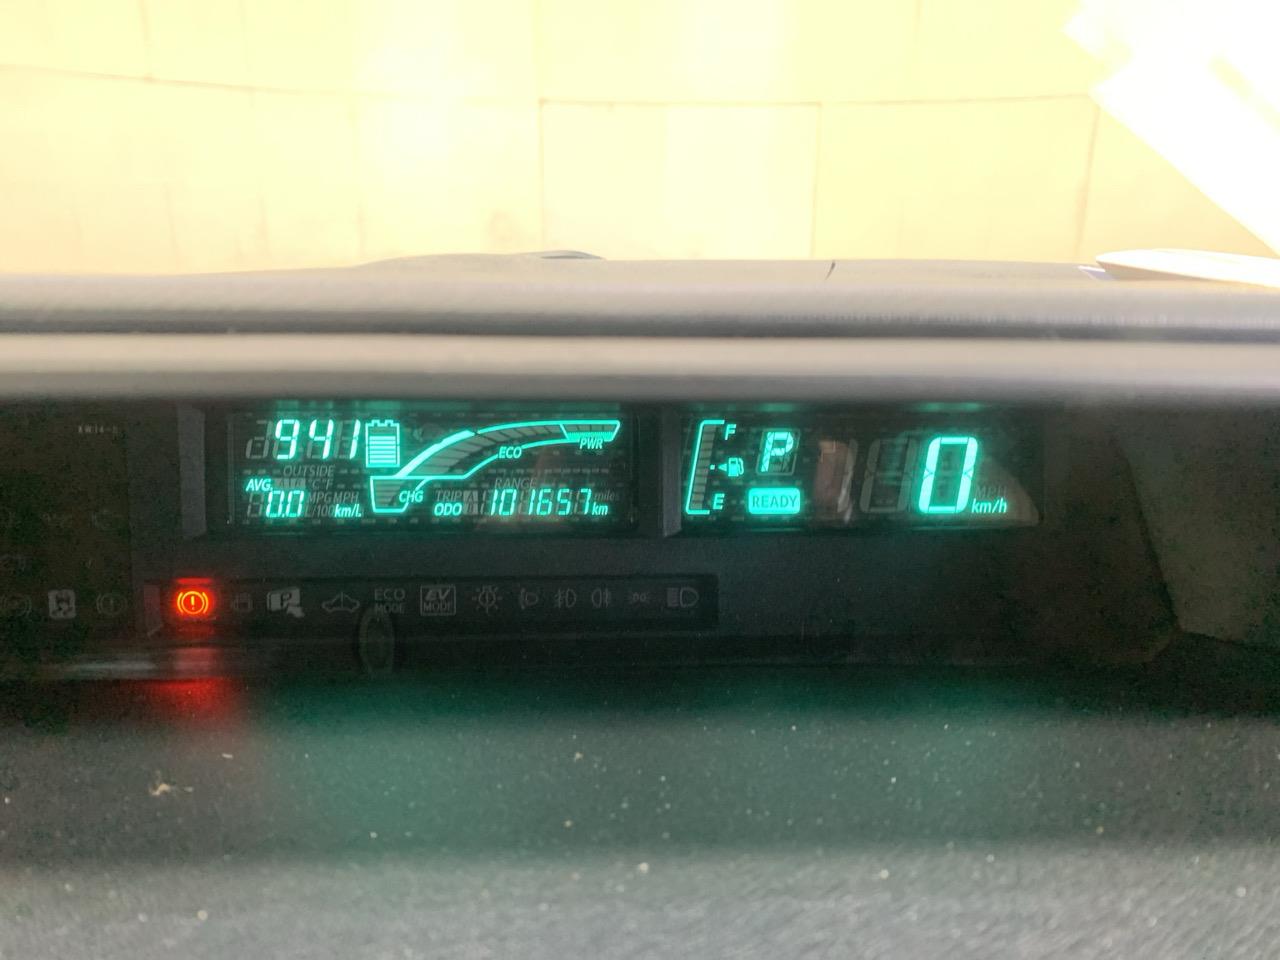 941 PWR
ECO
OUTSIDE
AVG. °C°F RANGE
0.0 MPG MPH L/100 km/L CHG TRIP A ODO 101657 miles km
F P
E READY
0 MPH km/h
P ECO MODE EV MODE